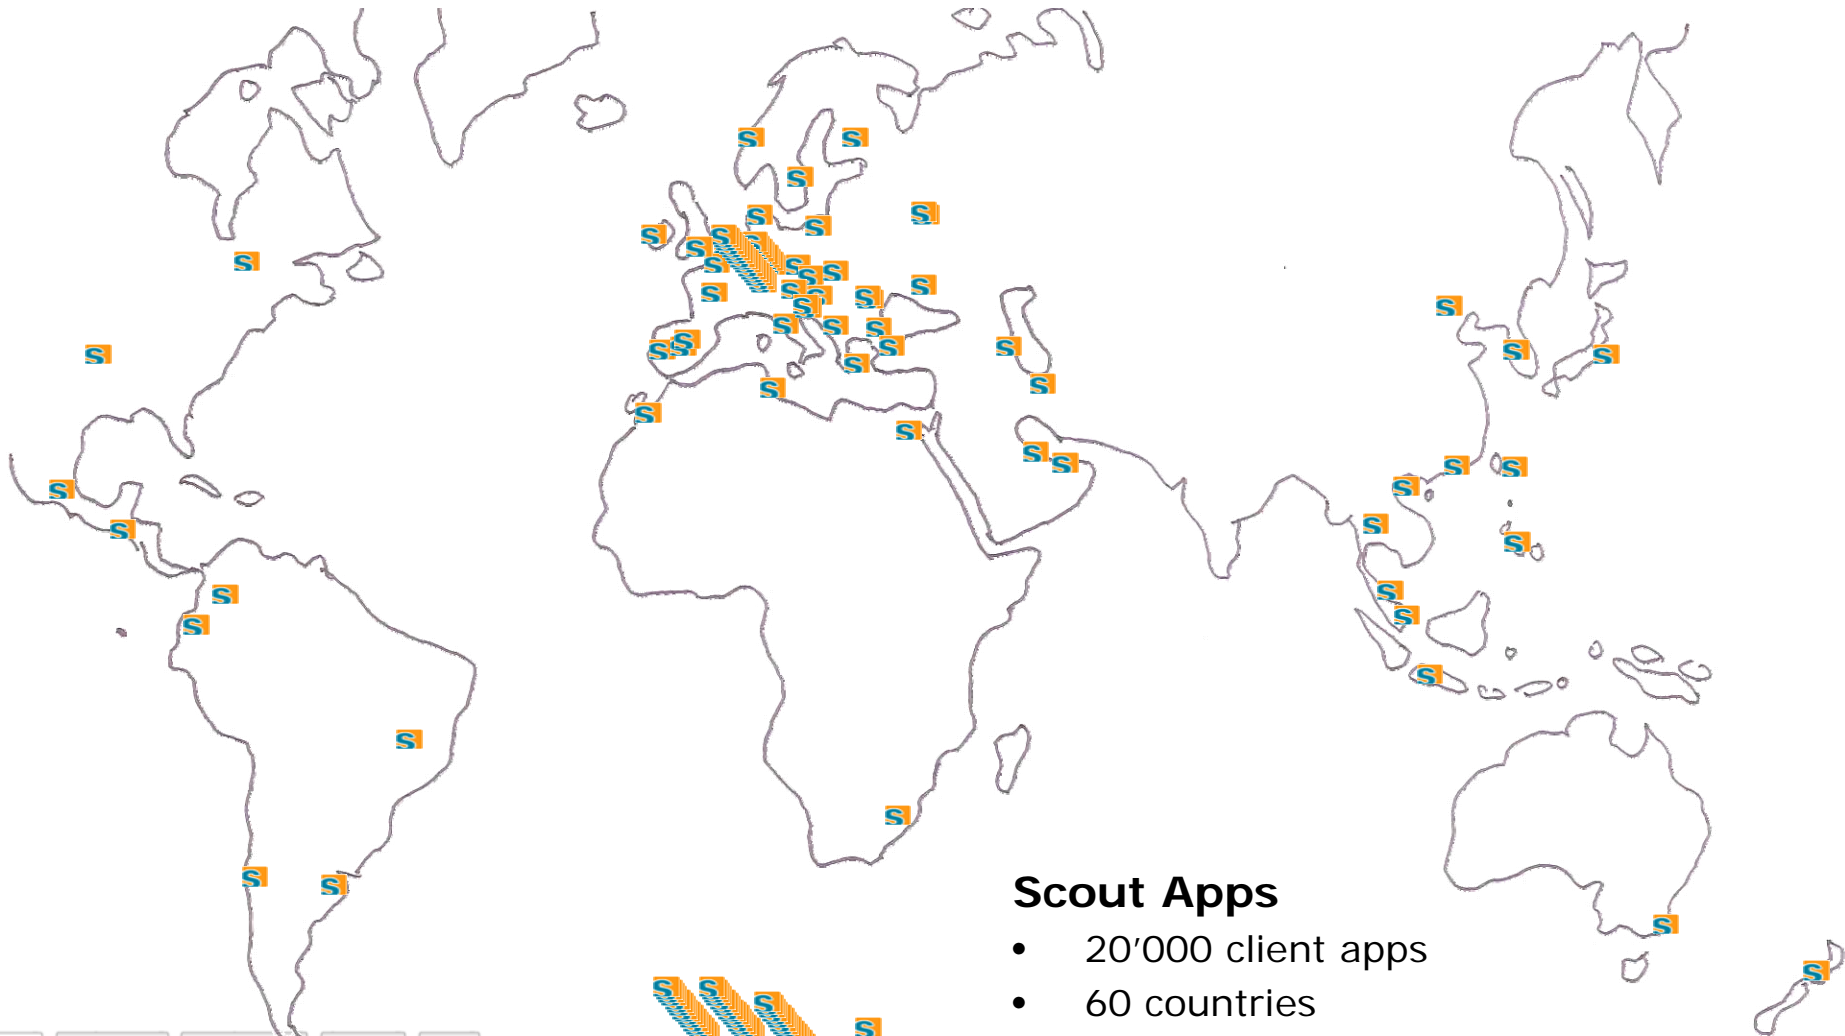 Scout Apps
• 20'000 client apps
• 60 countries